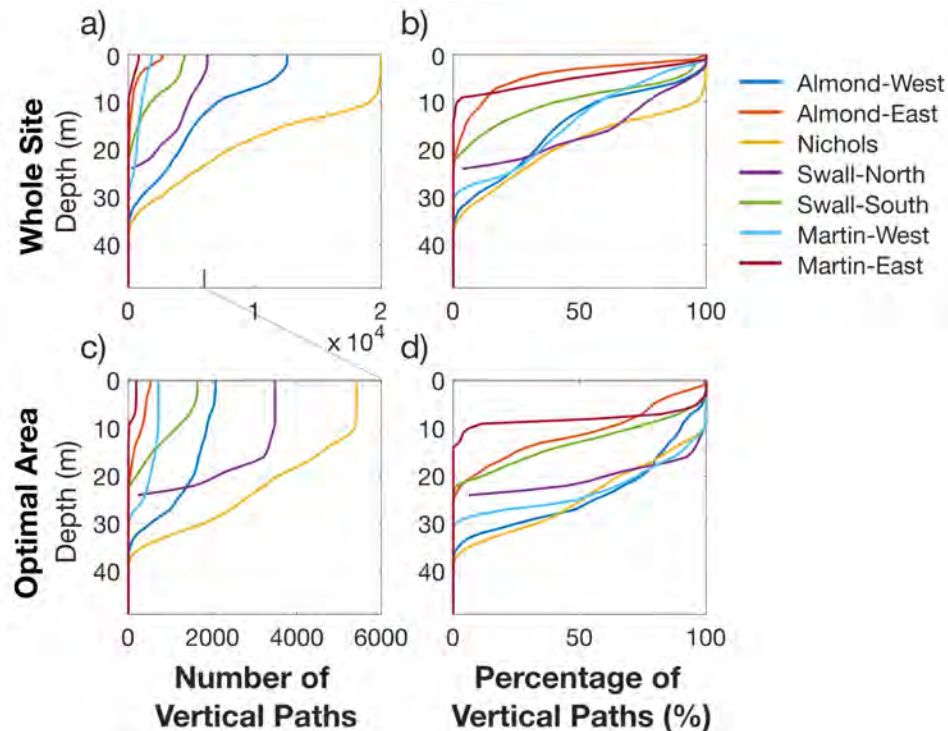 a)
b)
Whole Site
Depth (m)
0
10
20
30
40
0
1
2
x 10⁴
0
10
20
30
40
0
50
100
Almond-West
Almond-East
Nichols
Swall-North
Swall-South
Martin-West
Martin-East
c)
d)
Optimal Area
Depth (m)
0
10
20
30
40
0
2000
4000
6000
0
10
20
30
40
0
50
100
Number of
Vertical Paths
Percentage of
Vertical Paths (%)